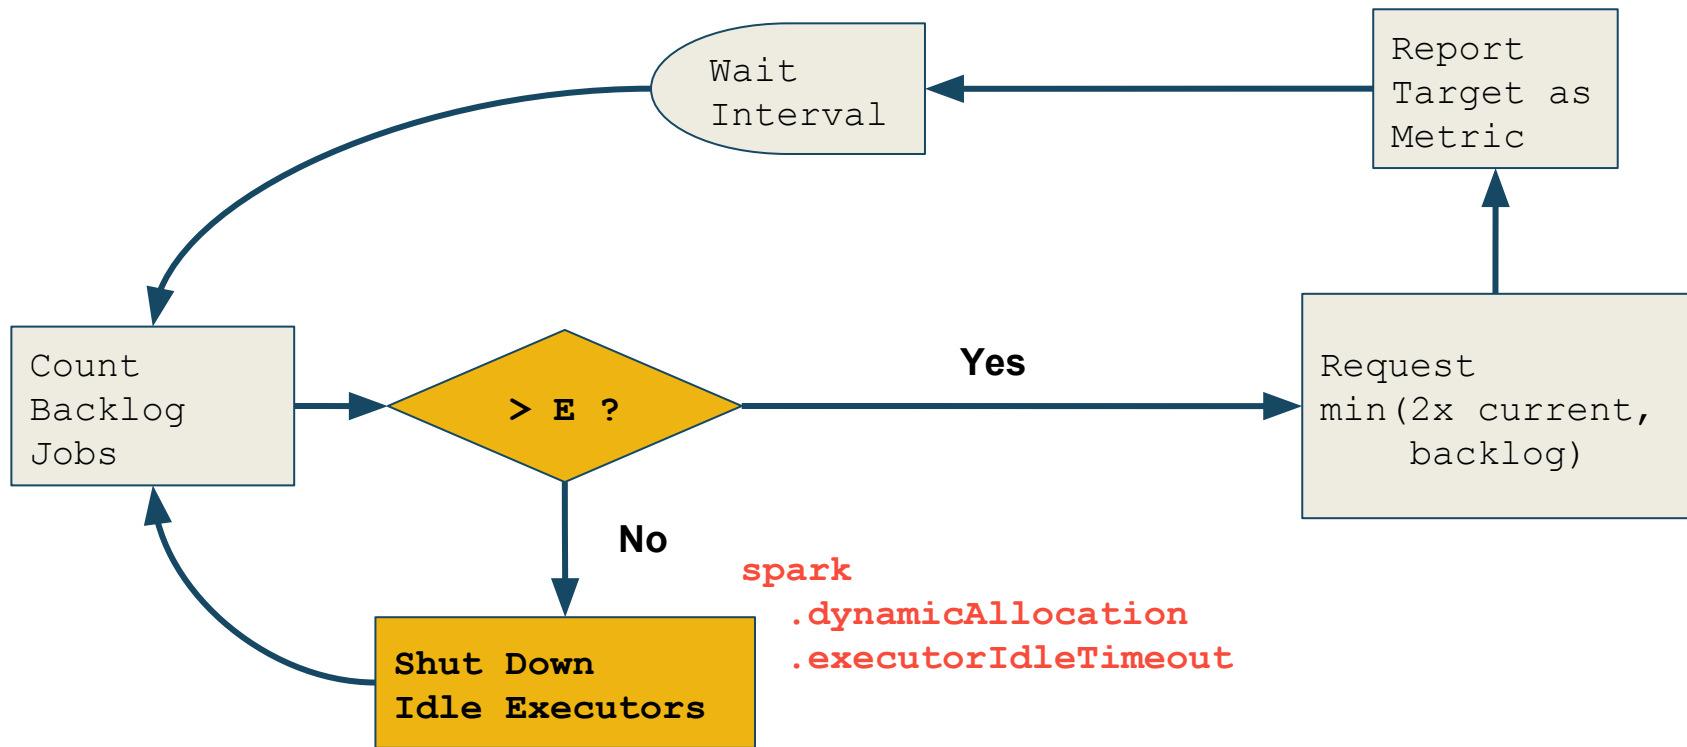 Wait
Interval
Report
Target as
Metric
Count
Backlog
Jobs
> E ?
Yes
Request
min(2x current,
backlog)
No
spark
.dynamicAllocation
.executorIdleTimeout
Shut Down
Idle Executors